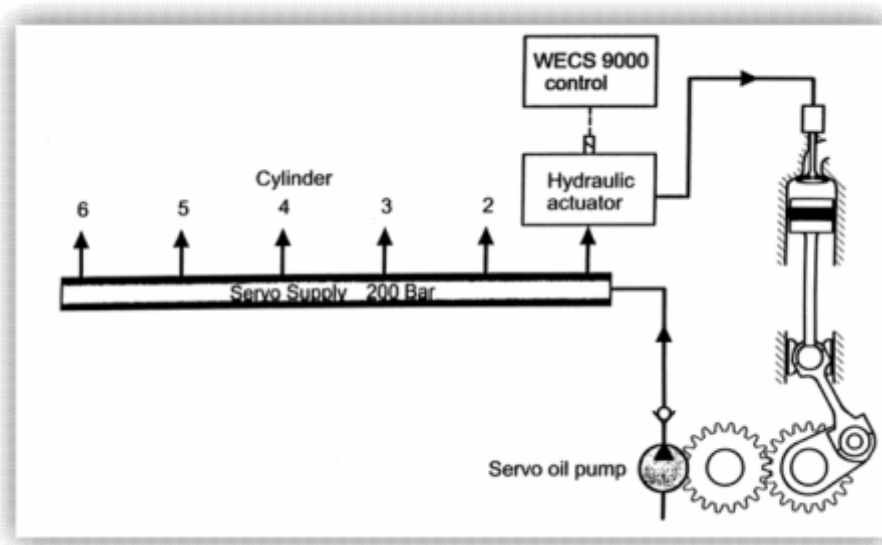 WECS 9000
control
Cylinder
6 5 4 3 2
Hydraulic
actuator
Servo Supply 200 Bar
Servo oil pump